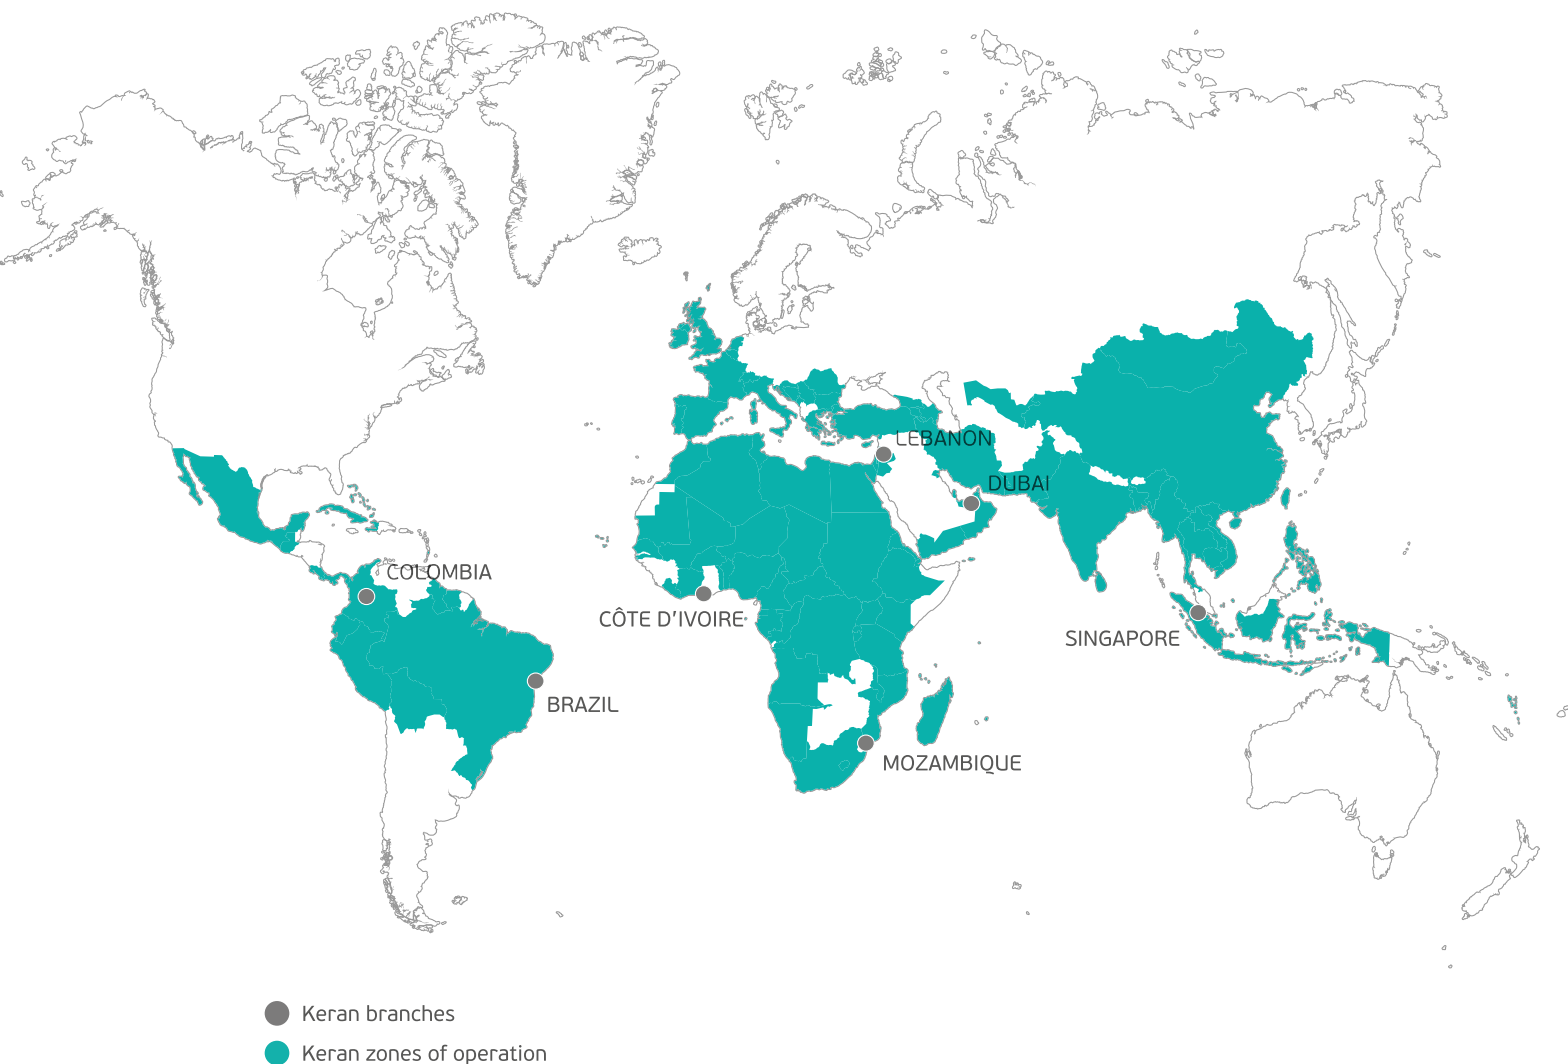 LEBANON
DUBAI
COLOMBIA
CÔTE D'IVOIRE
SINGAPORE
BRAZIL
MOZAMBIQUE
Keran branches
Keran zones of operation